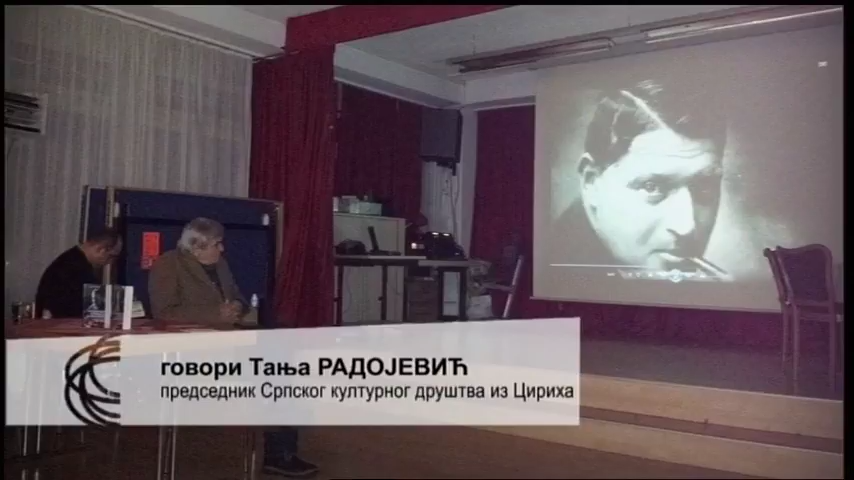 говори Тања РАДОЈЕВИЋ
председник Српског културног друштва из Цириха